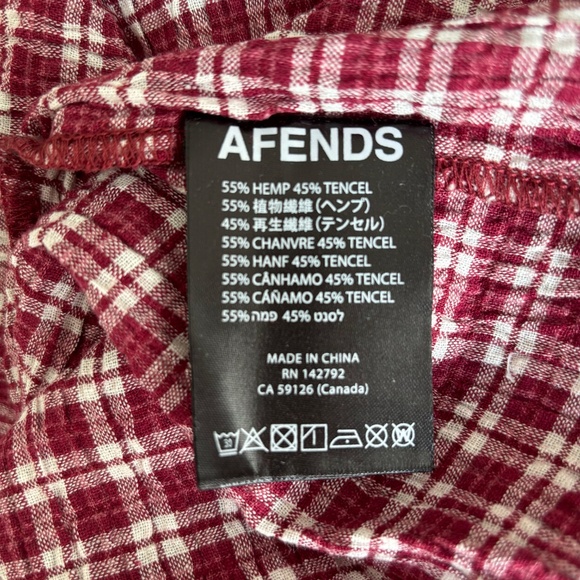 AFENDS
55% HEMP 45% TENCEL
55% 植物繊維(ヘンプ)
45% 再生繊維(テンセル)
55% CHANVRE 45% TENCEL
55% HANF 45% TENCEL
55% CÂNHAMO 45% TENCEL
55% CÁÑAMO 45% TENCEL
55% פמה 45% לסנט
MADE IN CHINA
RN 142792
CA 59126 (Canada)
30 W